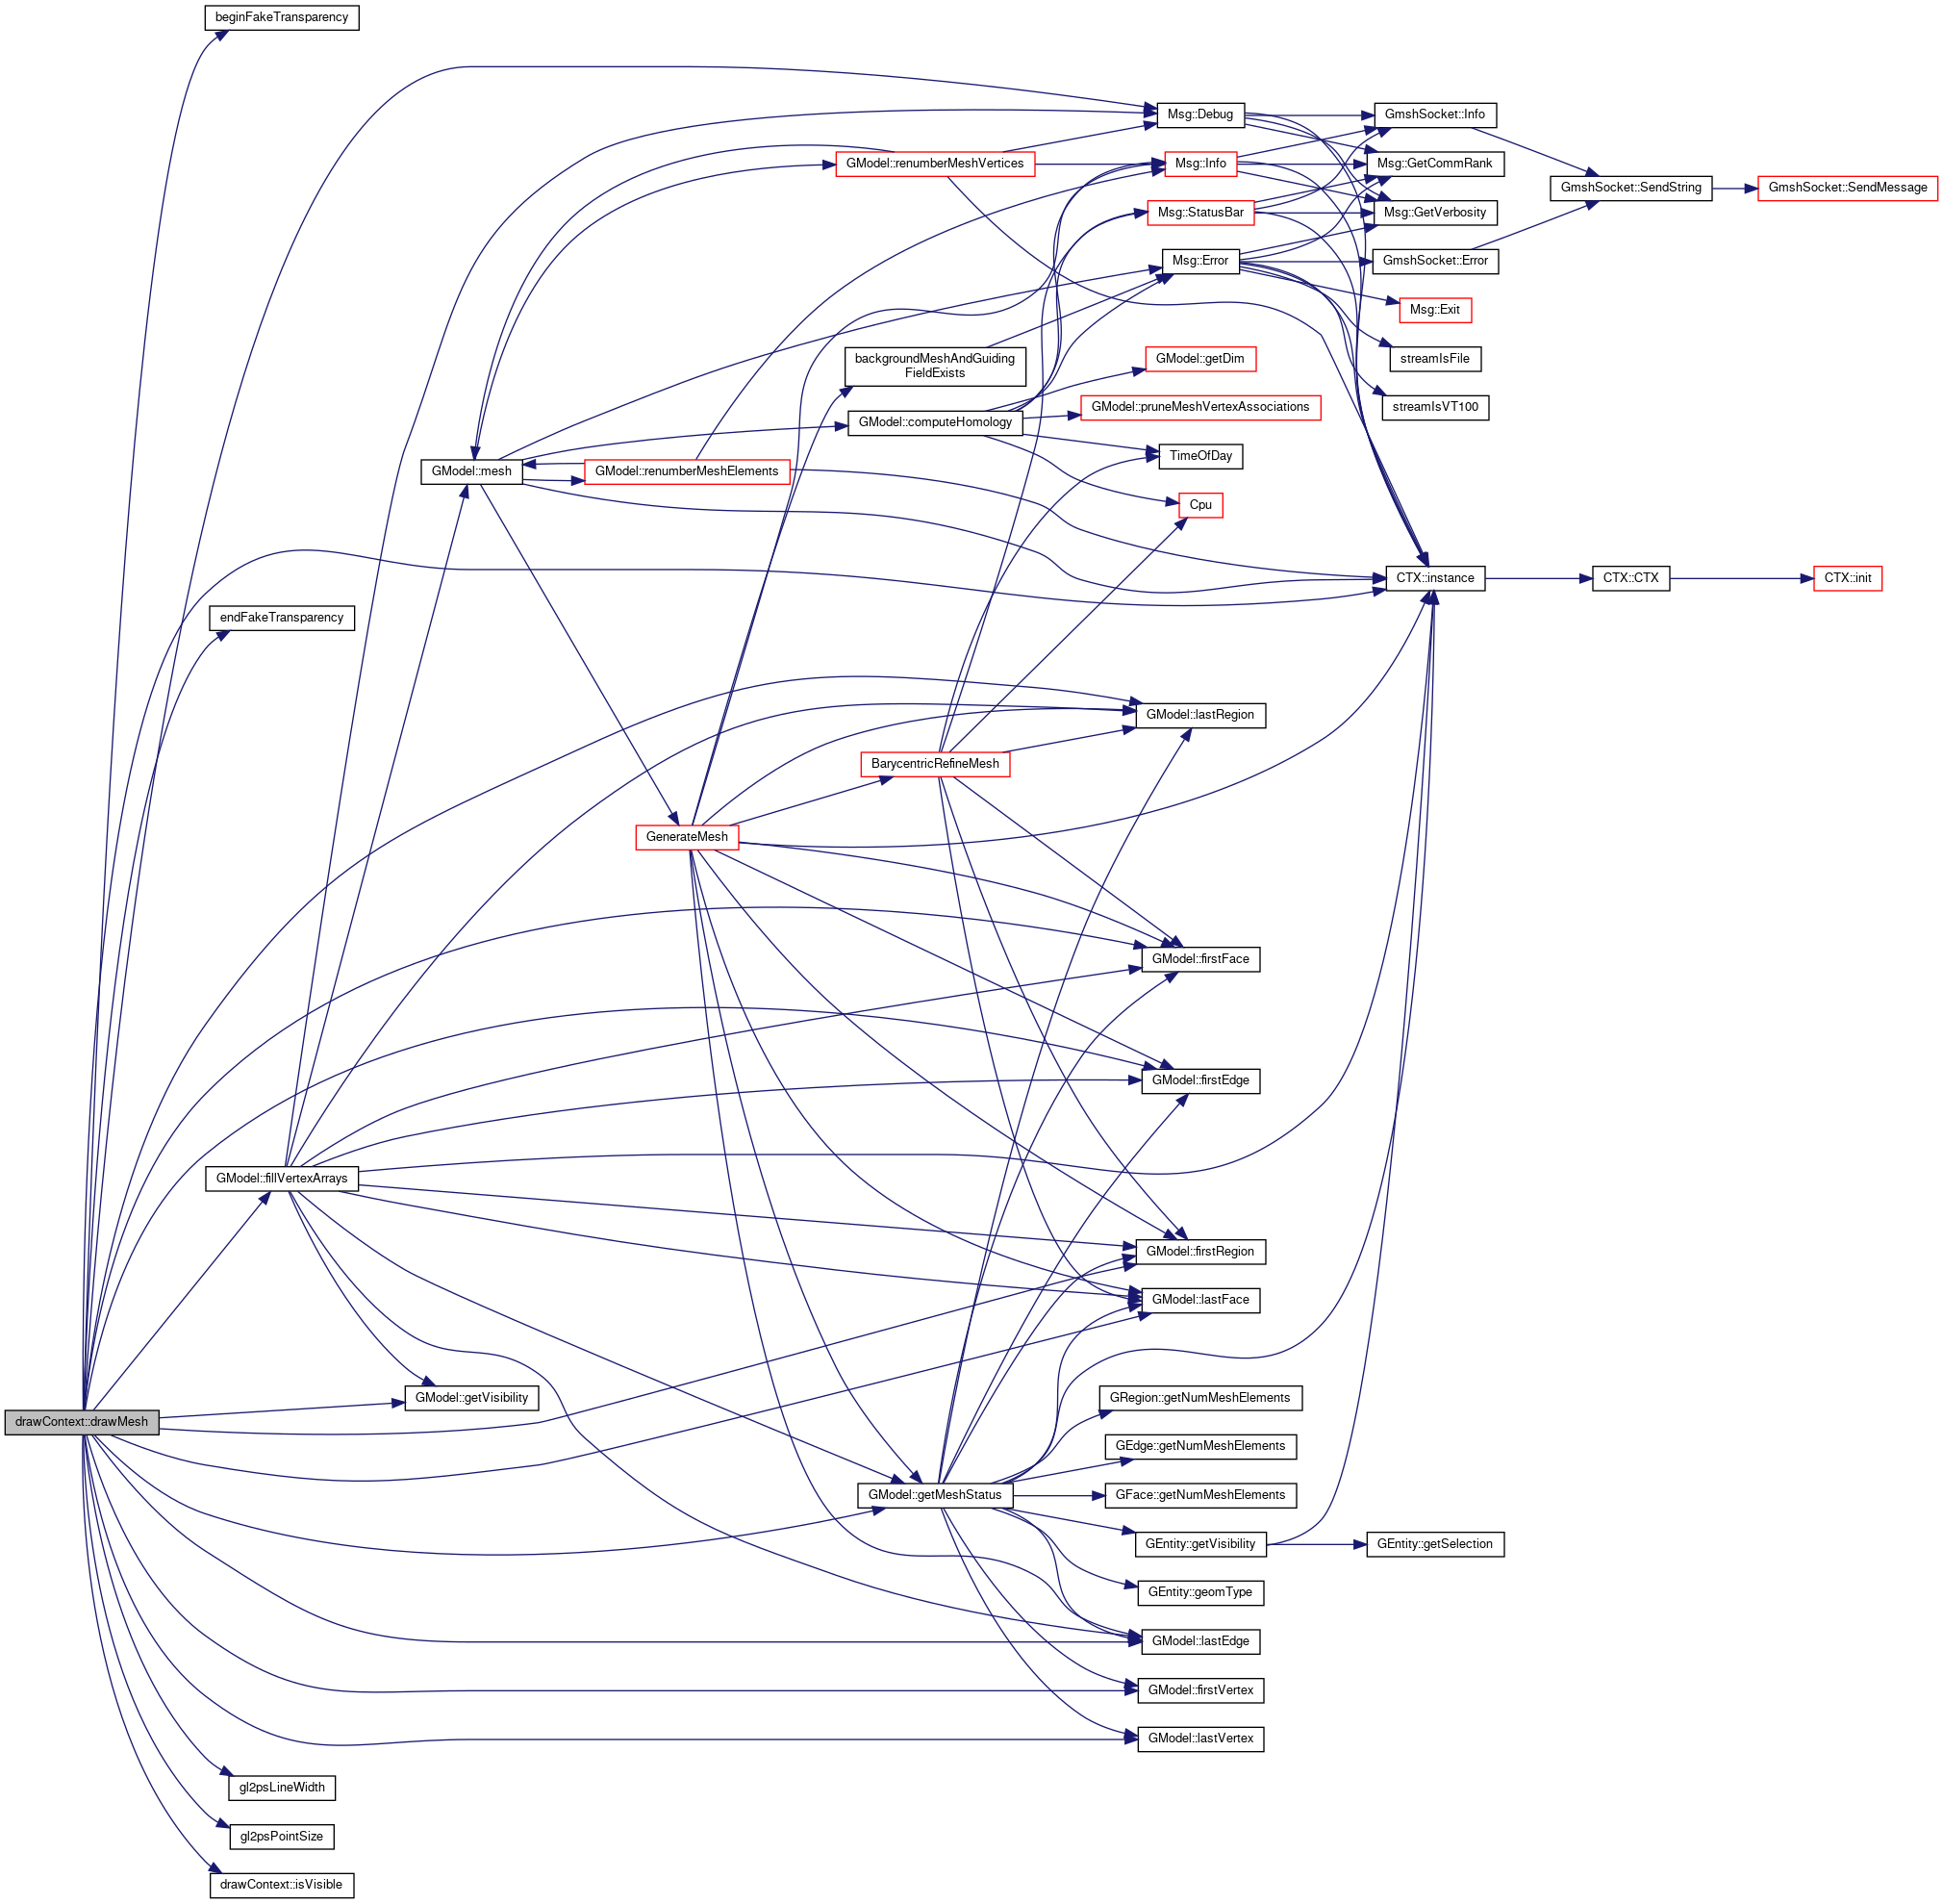 beginFakeTransparency
Msg::Debug
GmshSocket::Info
GModel::renumberMeshVertices
Msg::Info
Msg::GetCommRank
GmshSocket::SendString
GmshSocket::SendMessage
Msg::StatusBar
Msg::GetVerbosity
Msg::Error
GmshSocket::Error
Msg::Exit
backgroundMeshAndGuiding
FieldExists
GModel::getDim
streamIsFile
GModel::pruneMeshVertexAssociations
streamIsVT100
GModel::computeHomology
TimeOfDay
GModel::mesh
GModel::renumberMeshElements
Cpu
CTX::instance
CTX::CTX
CTX::init
endFakeTransparency
GModel::lastRegion
BarycentricRefineMesh
GenerateMesh
GModel::firstFace
GModel::firstEdge
GModel::fillVertexArrays
GModel::firstRegion
GModel::lastFace
GModel::getVisibility
GRegion::getNumMeshElements
drawContext::drawMesh
GEdge::getNumMeshElements
GModel::getMeshStatus
GFace::getNumMeshElements
GEntity::getVisibility
GEntity::getSelection
GEntity::geomType
GModel::lastEdge
GModel::firstVertex
GModel::lastVertex
gl2psLineWidth
gl2psPointSize
drawContext::isVisible